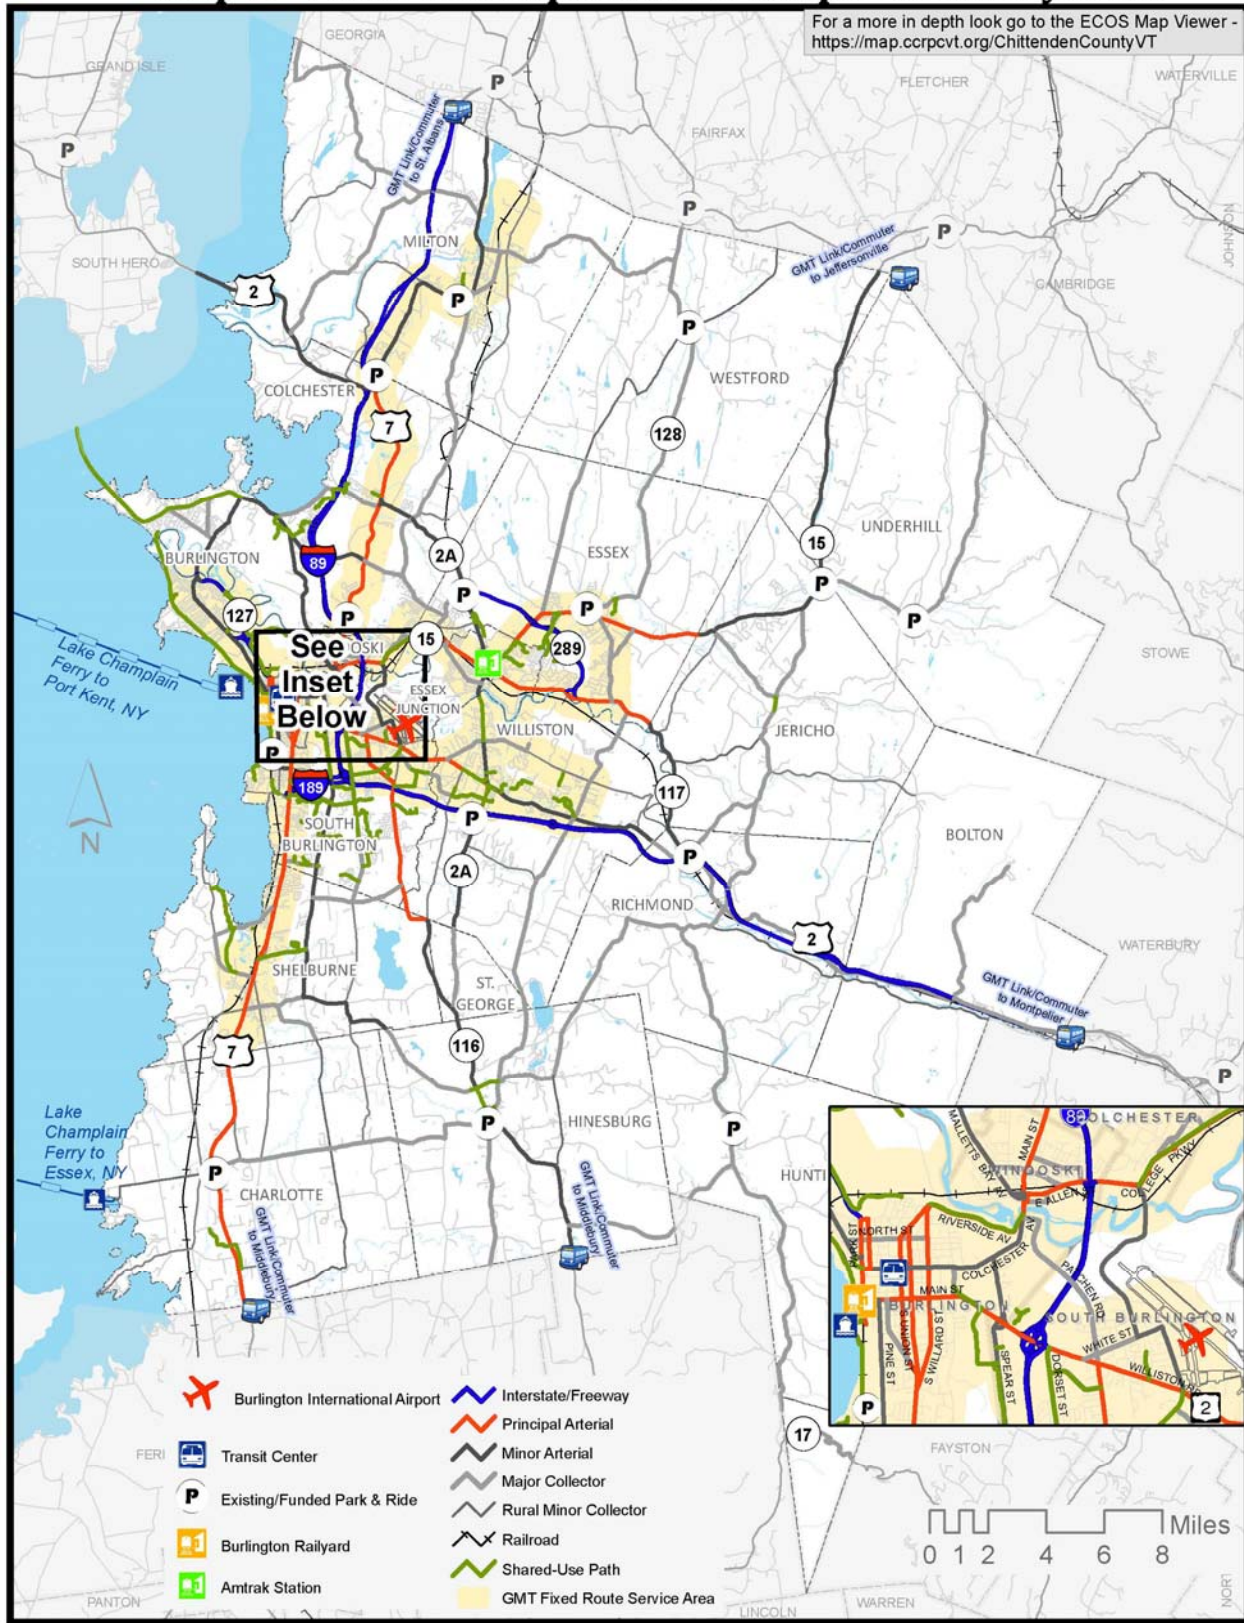 For a more in depth look go to the ECOS Map Viewer -
https://map.ccrpcvt.org/ChittendenCountyVT
GEORGIA
GRAND ISLE
FLETCHER
WATERVILLE
FAIRFAX
GMT Link/Commuter
to St. Albans
P
P
P
P
JOHNSON
MILTON
SOUTH HERO
GMT Link/Commuter
to Jeffersonville
CAMBRIDGE
2
P
P
P
COLCHESTER
WESTFORD
7
128
UNDERHILL
2A
15
ESSEX
BURLINGTON
89
P
P
P
P
P
127
15
289
STOWE
See
Inset
Below
OSKI
Lake Champlain
Ferry to
Port Kent, NY
ESSEX
JUNCTION
WILLISTON
JERICHO
P
189
117
P
SOUTH
BURLINGTON
BOLTON
N
P
2A
RICHMOND
2
WATERBURY
SHELBURNE
ST.
GEORGE
GMT Link/Commuter
to Montpelier
7
116
P
Lake
Champlain
Ferry to
Essex, NY
P
HINESBURG
P
HUNTI
P
CHARLOTTE
GMT Link/Commuter
to Middlebury
GMT Link/Commuter
to Middlebury
89
COLCHESTER
MALLETTS BAY AV
MAIN ST
WINOOSKI
COLLEGE PKWY
E ALLEN ST
RIVERSIDE AV
NORTH ST
PARK ST
COLCHESTER AV
PATCHEN RD
MAIN ST
BURLINGTON
SOUTH BURLINGTON
S UNION ST
S WILLARD ST
PINE ST
WHITE ST
SPEAR ST
DORSET ST
WILLISTON RD
2
P
17
FAYSTON
FERI
Burlington International Airport
Transit Center
P Existing/Funded Park & Ride
Burlington Railyard
Amtrak Station
Interstate/Freeway
Principal Arterial
Minor Arterial
Major Collector
Rural Minor Collector
Railroad
Shared-Use Path
GMT Fixed Route Service Area
Miles
0 1 2 4 6 8
PANTON
LINCOLN
WARREN